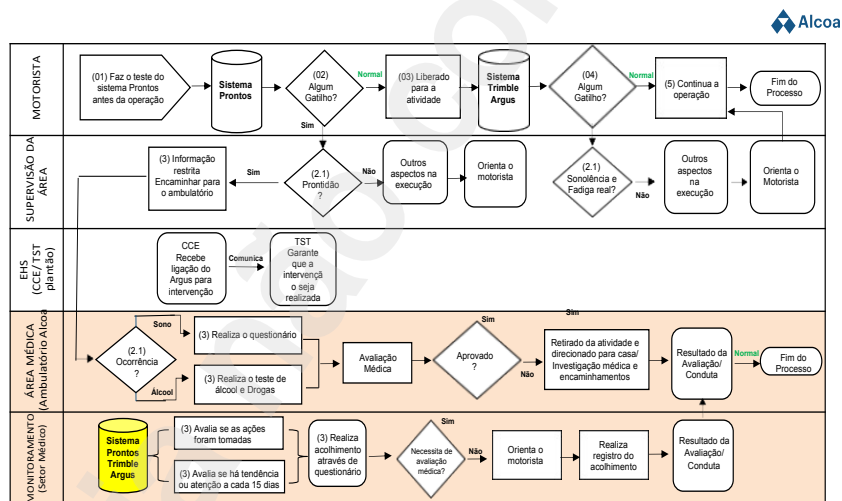 Alcoa
MOTORISTA
(01) Faz o teste do
sistema Prontos
antes da operação
Sistema
Prontos
(02)
Algum
Gatilho?
Normal
Sim
(03) Liberado
para a
atividade
Sistema
Trimble
Argus
(04)
Algum
Gatilho?
Normal
(5) Continua a
operação
Fim do
Processo
SUPERVISÃO DA
ÁREA
(3) Informação
restrita
Encaminhar para
o ambulatório
Sim
(2.1)
Prontidão
?
Não
Outros
aspectos na
execução
Orienta o
motorista
(2.1)
Sonolência e
Fadiga real?
Não
Outros
aspectos
na
execução
Orienta o
Motorista
EHS
(CCE/TST
plantão)
CCE
Recebe
ligação do
Argus para
intervenção
Comunica
TST
Garante
que a
intervençã
o seja
realizada
ÁREA MÉDICA
(Ambulatório Alcoa)
(2.1)
Ocorrência
?
Sono
Álcool
(3) Realiza o questionário
(3) Realiza o teste de
álcool e Drogas
Avaliação
Médica
Aprovado
?
Sim
Não
Sim
Retirado da atividade e
direcionado para casa/
Investigação médica e
encaminhamentos
Resultado da
Avaliação/
Conduta
Normal
Fim do
Processo
MONITORAMENTO
(Setor Médico)
Sistema
Prontos
Trimble
Argus
(3) Avalia se as ações
foram tomadas
(3) Avalia se há tendência
ou atenção a cada 15 dias
(3) Realiza
acolhimento
através de
questionário
Necessita de
avaliação
médica?
Sim
Não
Orienta o
motorista
Realiza
registro do
acolhimento
Resultado da
Avaliação/
Conduta